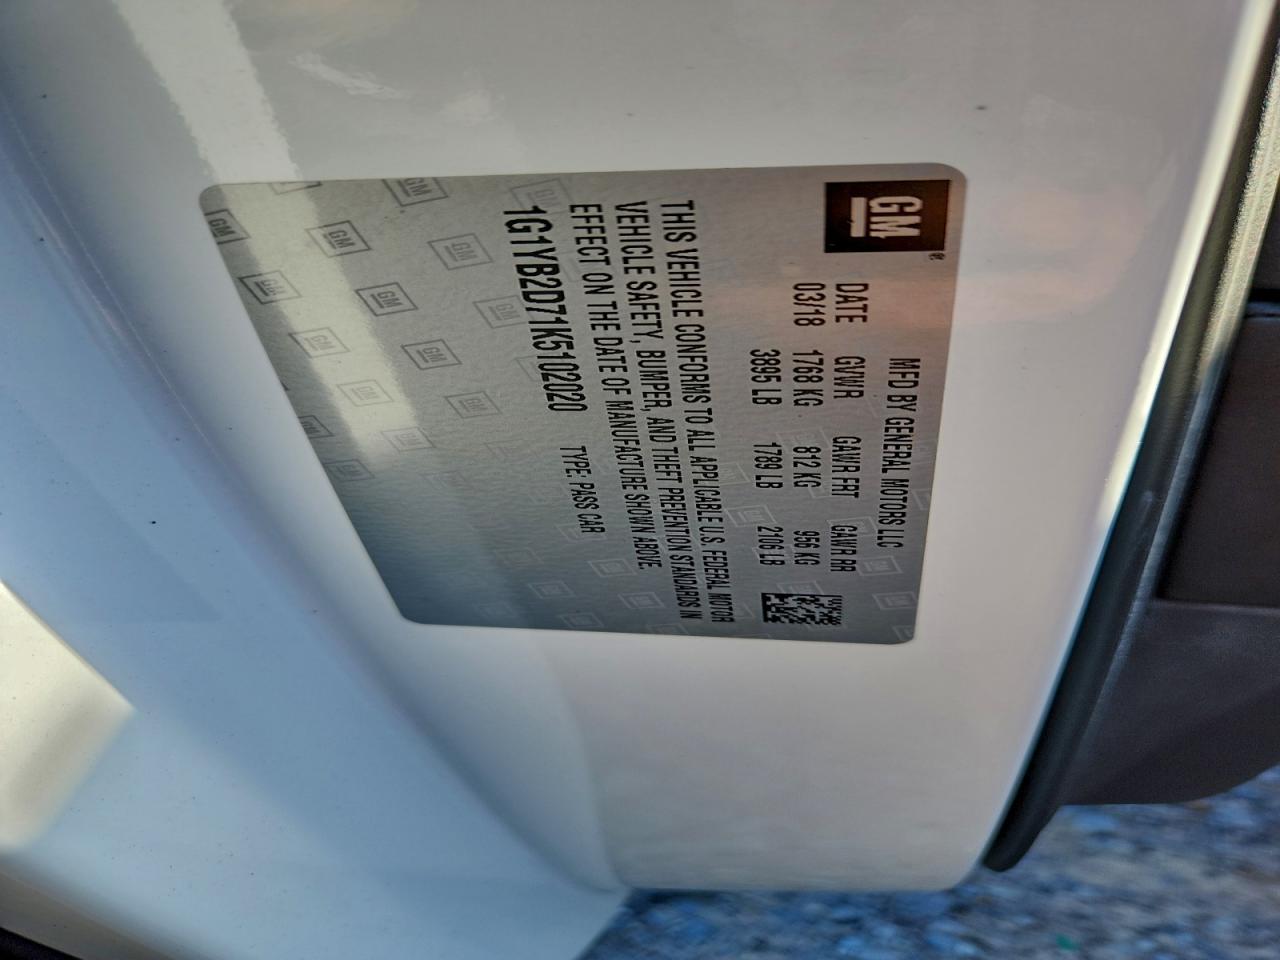 GM
MFD BY GENERAL MOTORS LLC
DATE GVWR GAWR FRT GAWR RR
03/18 1768 KG 812 KG 956 KG
3895 LB 1789 LB 2106 LB
THIS VEHICLE CONFORMS TO ALL APPLICABLE U.S. FEDERAL MOTOR
VEHICLE SAFETY, BUMPER, AND THEFT PREVENTION STANDARDS IN
EFFECT ON THE DATE OF MANUFACTURE SHOWN ABOVE.
1G1YB2D71K5102020 TYPE: PASS CAR